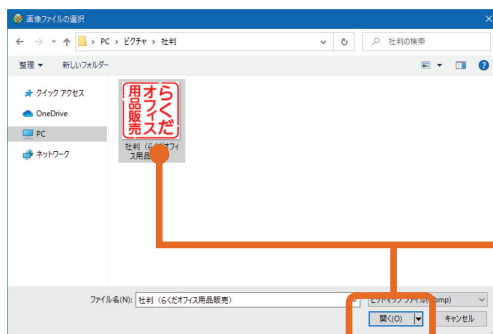 画像ファイルの選択
PC › ピクチャ › 社判
社判の検索
整理 新しいフォルダー
クイック アクセス
OneDrive
PC
ネットワーク
らくだ
オフィス
用品販売
社判(らくだオフィ
ス用品
ファイル名(N): 社判(らくだオフィス用品販売)
開く(O) キャンセル